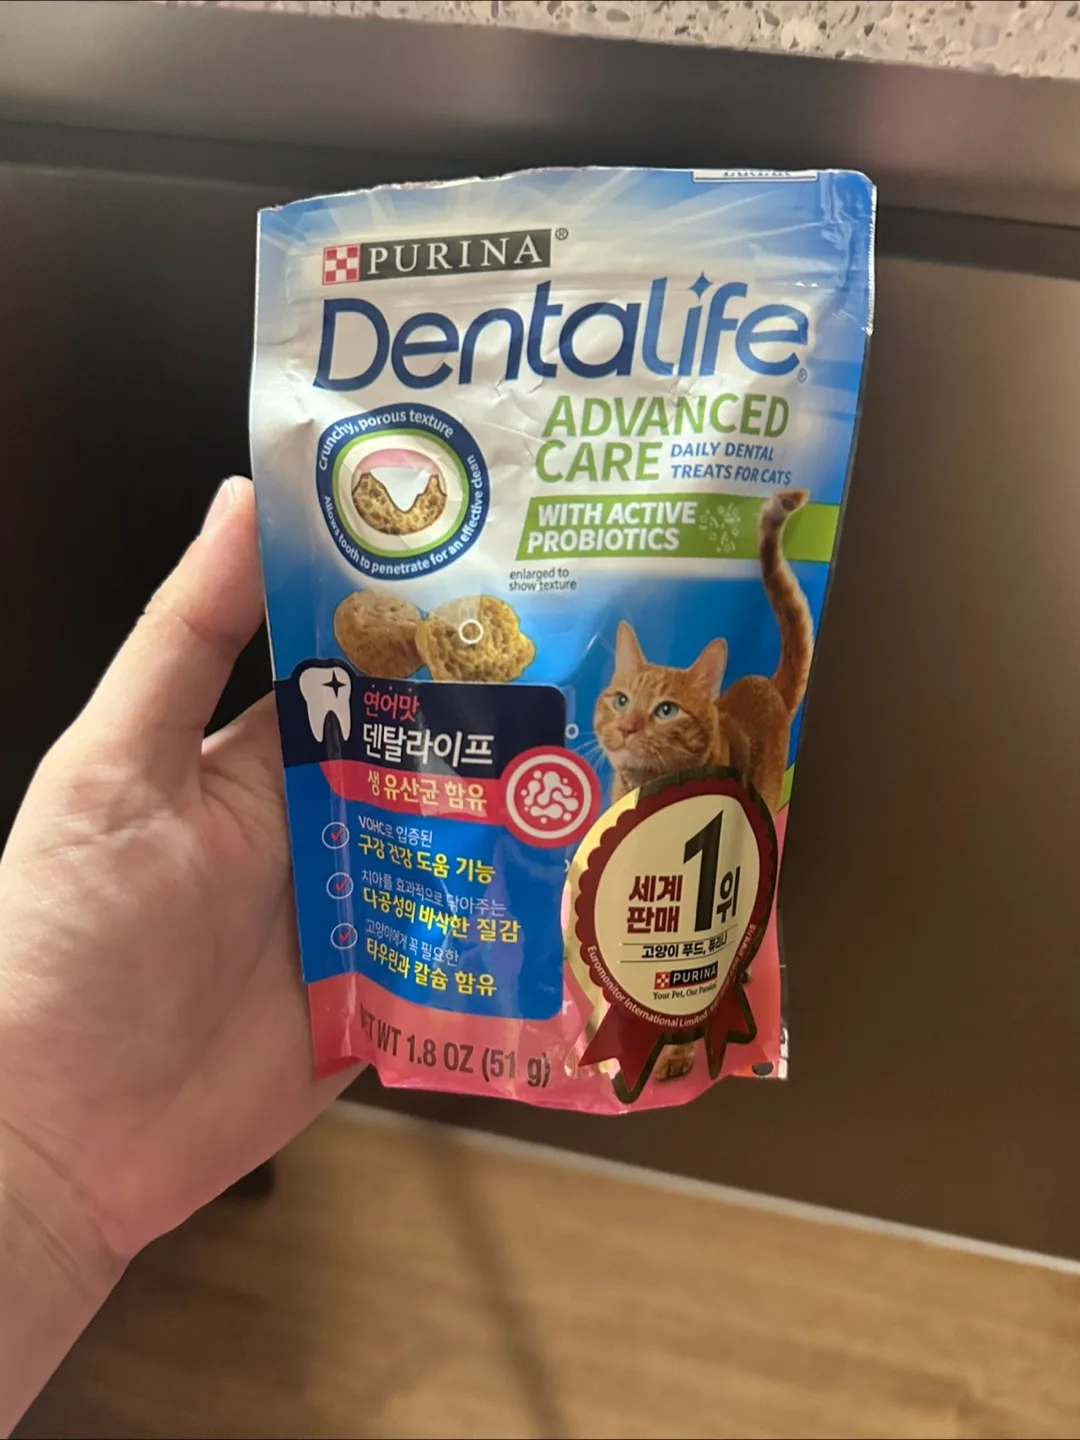 PURINA®
Dentalife®
ADVANCED
CARE DAILY DENTAL
TREATS FOR CATS
WITH ACTIVE
PROBIOTICS
Crunchy, porous texture
Allows tooth to penetrate for an effective clean
enlarged to
show texture
연어맛
덴탈라이프
생 유산균 함유
VOHC로 입증된
구강 건강 도움 기능
치아를 효과적으로 닦아주는
다공성의 바삭한 질감
고양이에게 꼭 필요한
타우린과 칼슘 함유
세계
판매
1위
고양이 푸드, 퓨리나
PURINA
Your Pet, Our Passion.
Euromonitor International Limited
WT 1.8 OZ (51 g)